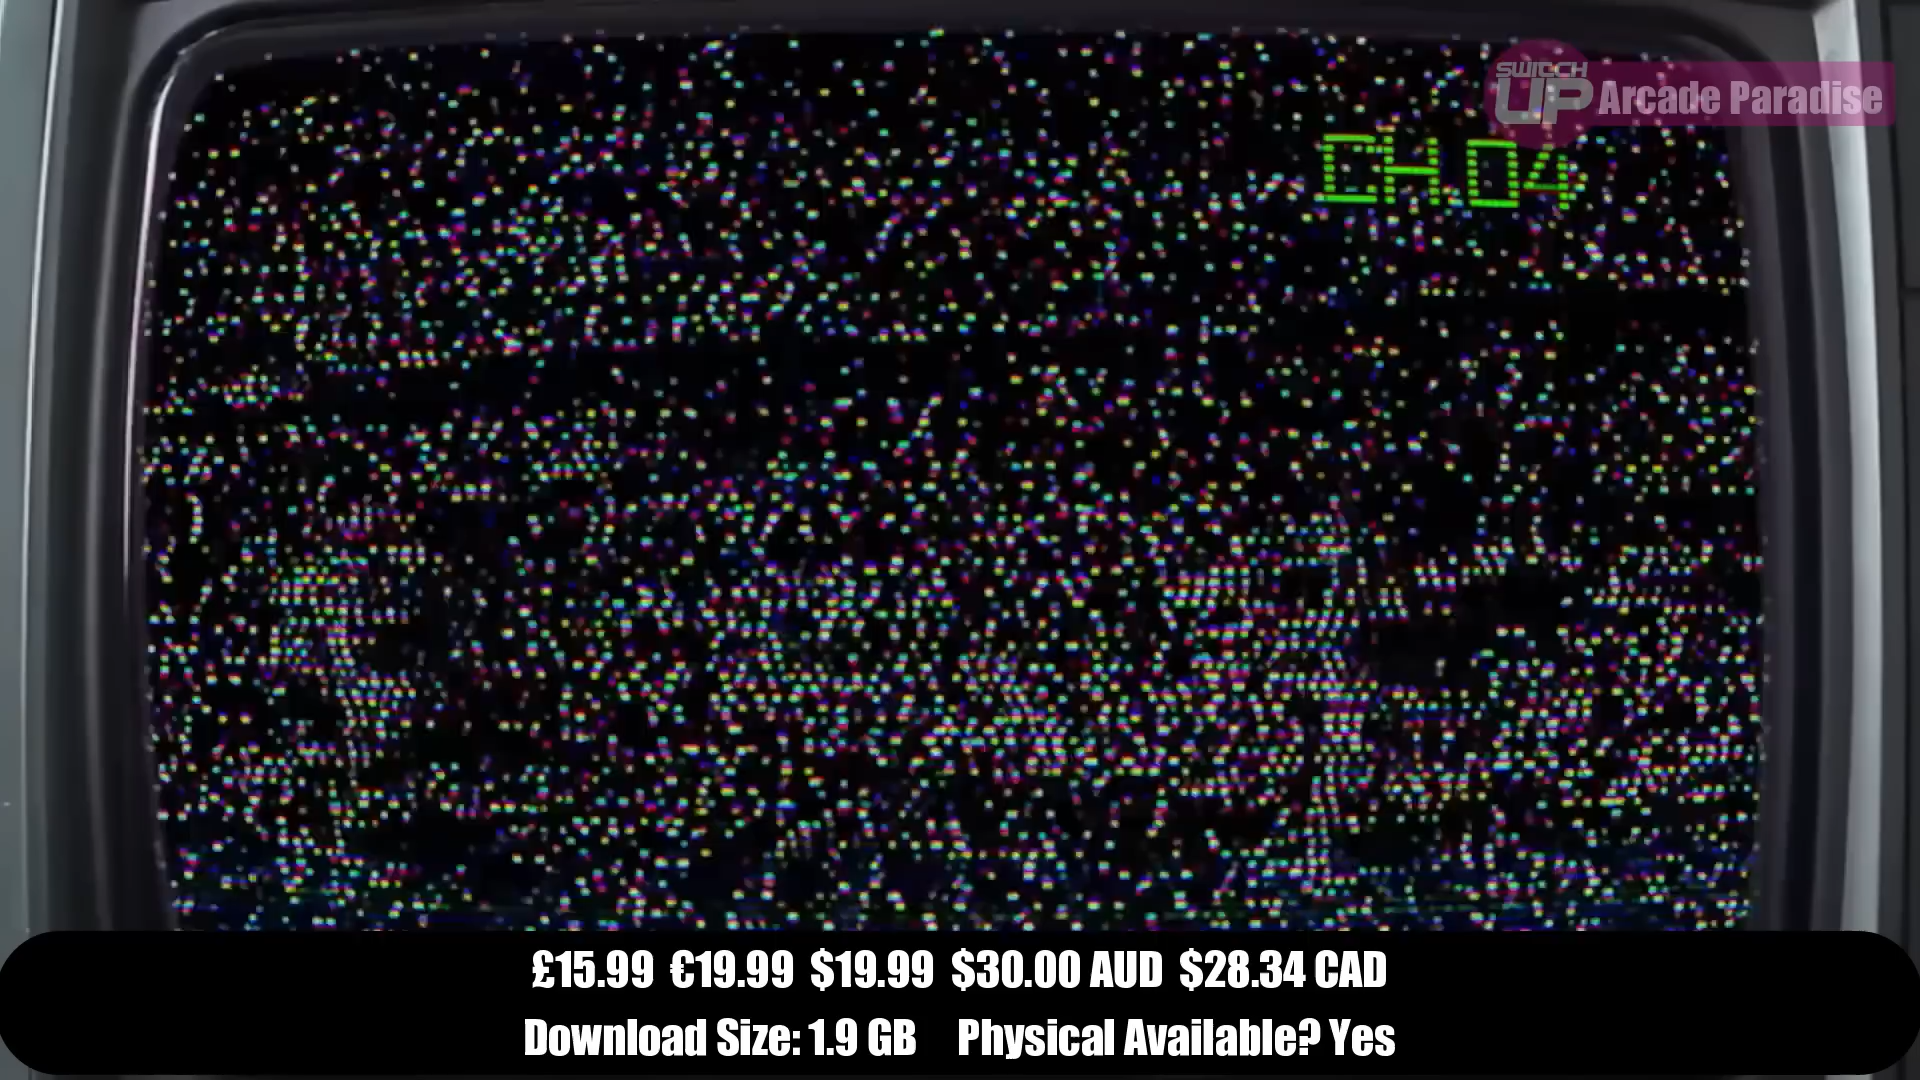 SWITCH
UP Arcade Paradise
CH.04
£15.99 €19.99 $19.99 $30.00 AUD $28.34 CAD
Download Size: 1.9 GB Physical Available? Yes